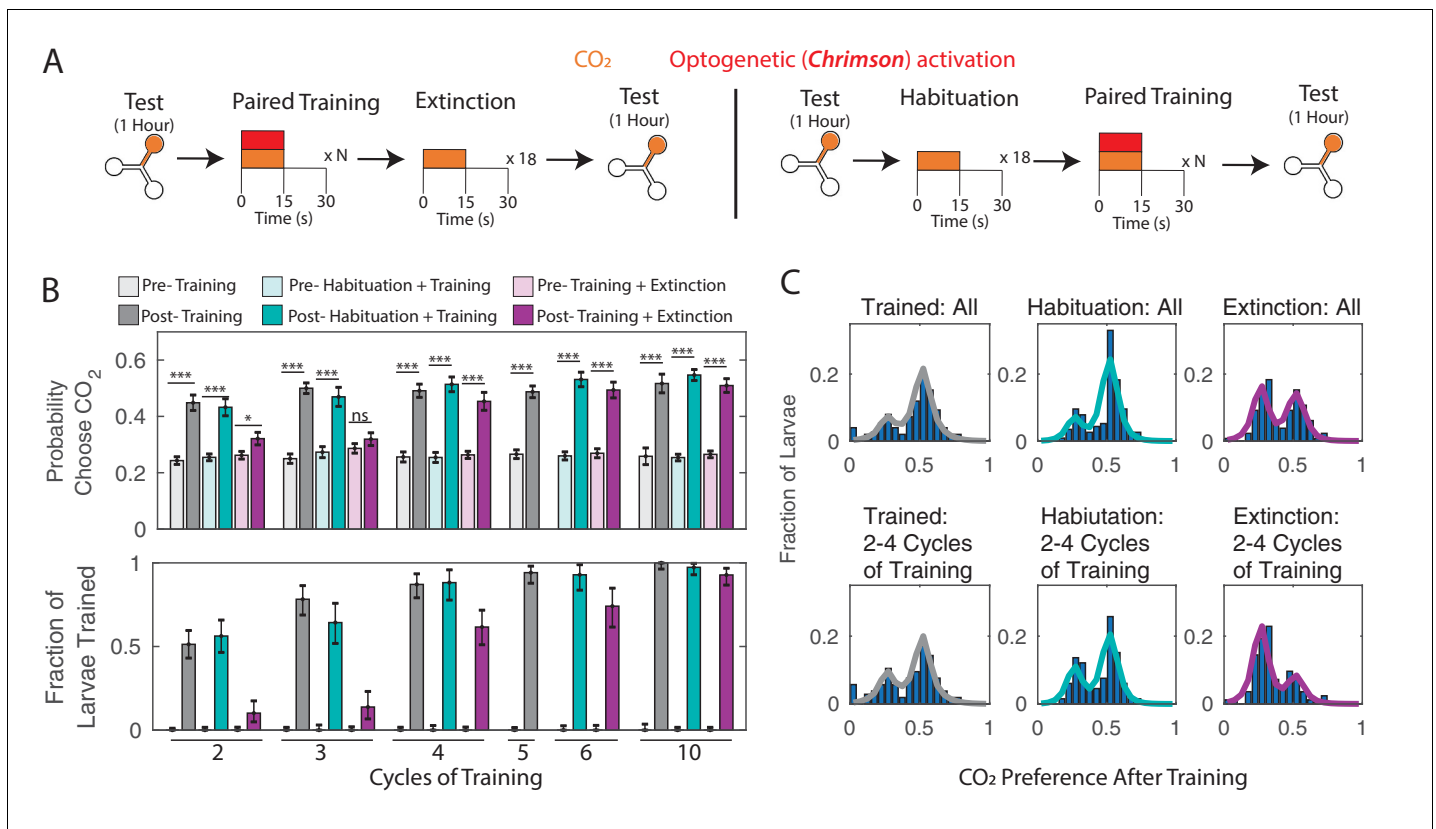 A
CO₂ Optogenetic (Chrimson) activation
Test
(1 Hour)
Paired Training
x N
0 15 30
Time (s)
Extinction
x 18
0 15 30
Time (s)
Test
(1 Hour)
Test
(1 Hour)
Habituation
x 18
0 15 30
Time (s)
Paired Training
x N
0 15 30
Time (s)
Test
(1 Hour)
B
Pre- Training Pre- Habituation + Training Pre- Training + Extinction
Post- Training Post- Habituation + Training Post- Training + Extinction
Probability
Choose CO₂
0.6
0.4
0.2
0
*** *** *
*** *** ns
*** *** ***
***
*** ***
*** *** ***
Fraction of
Larvae Trained
1
0.5
0
2 3 4 5 6 10
Cycles of Training
C
Trained: All
Habituation: All
Extinction: All
Fraction of Larvae
0.2
0
0 0.5 1
0.2
0
0 0.5 1
0.2
0
0 0.5 1
Trained:
2-4 Cycles
of Training
Habiutation:
2-4 Cycles
of Training
Extinction:
2-4 Cycles
of Training
0.2
0
0 0.5 1
0.2
0
0 0.5 1
0.2
0
0 0.5 1
CO₂ Preference After Training